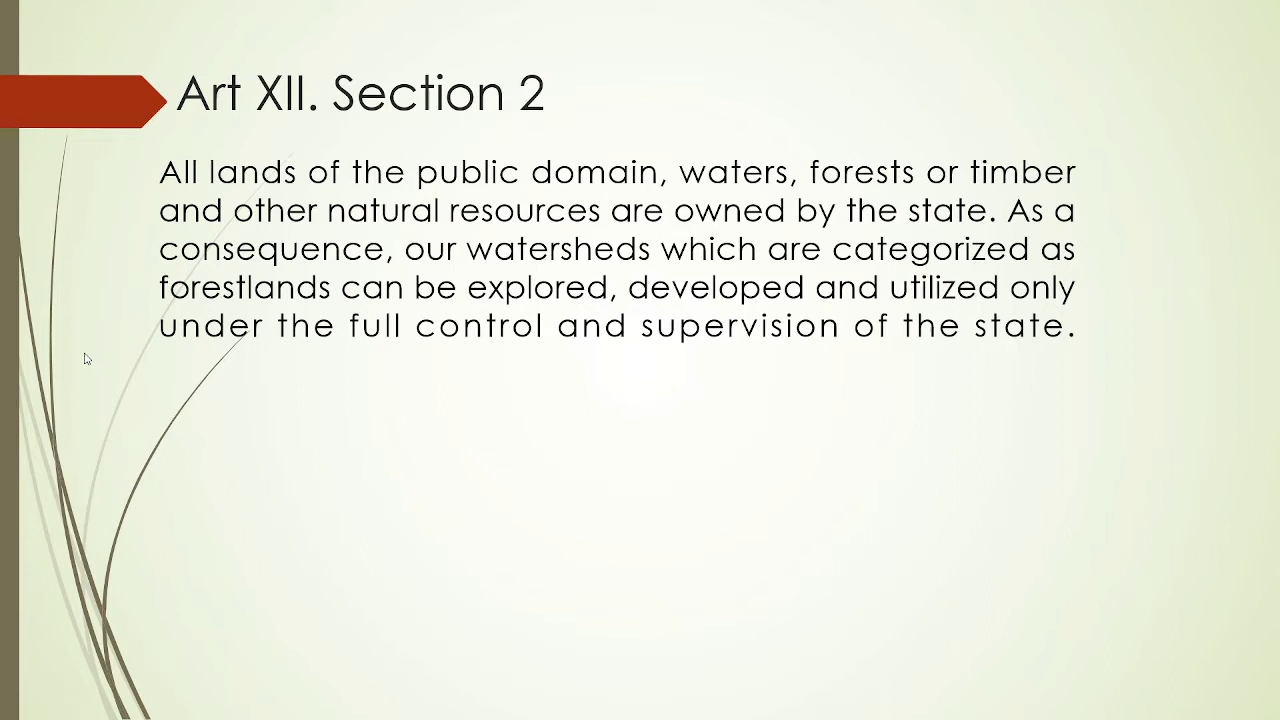 Art XII. Section 2
All lands of the public domain, waters, forests or timber
and other natural resources are owned by the state. As a
consequence, our watersheds which are categorized as
forestlands can be explored, developed and utilized only
under the full control and supervision of the state.